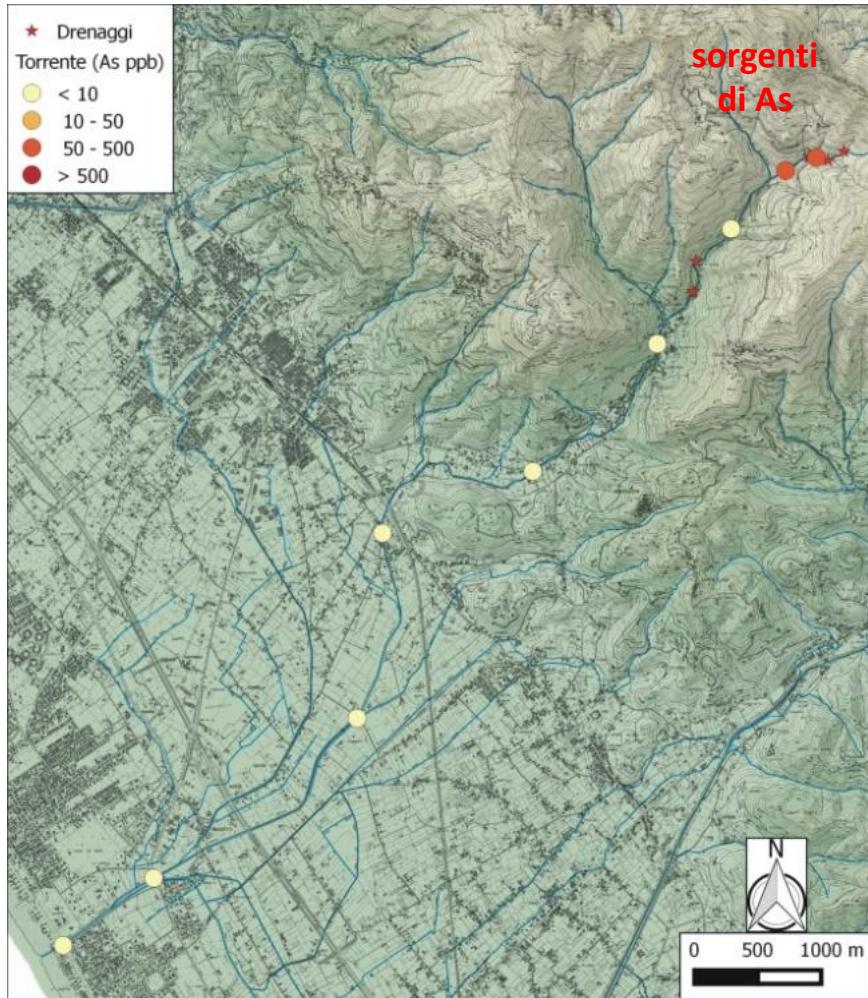 Drenaggi
Torrente (As ppb)
< 10
10 - 50
50 - 500
> 500
sorgenti
di As
N
0 500 1000 m